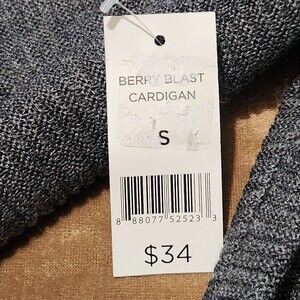 BERRY BLAST
CARDIGAN
S
8 88077 52523 3
$34